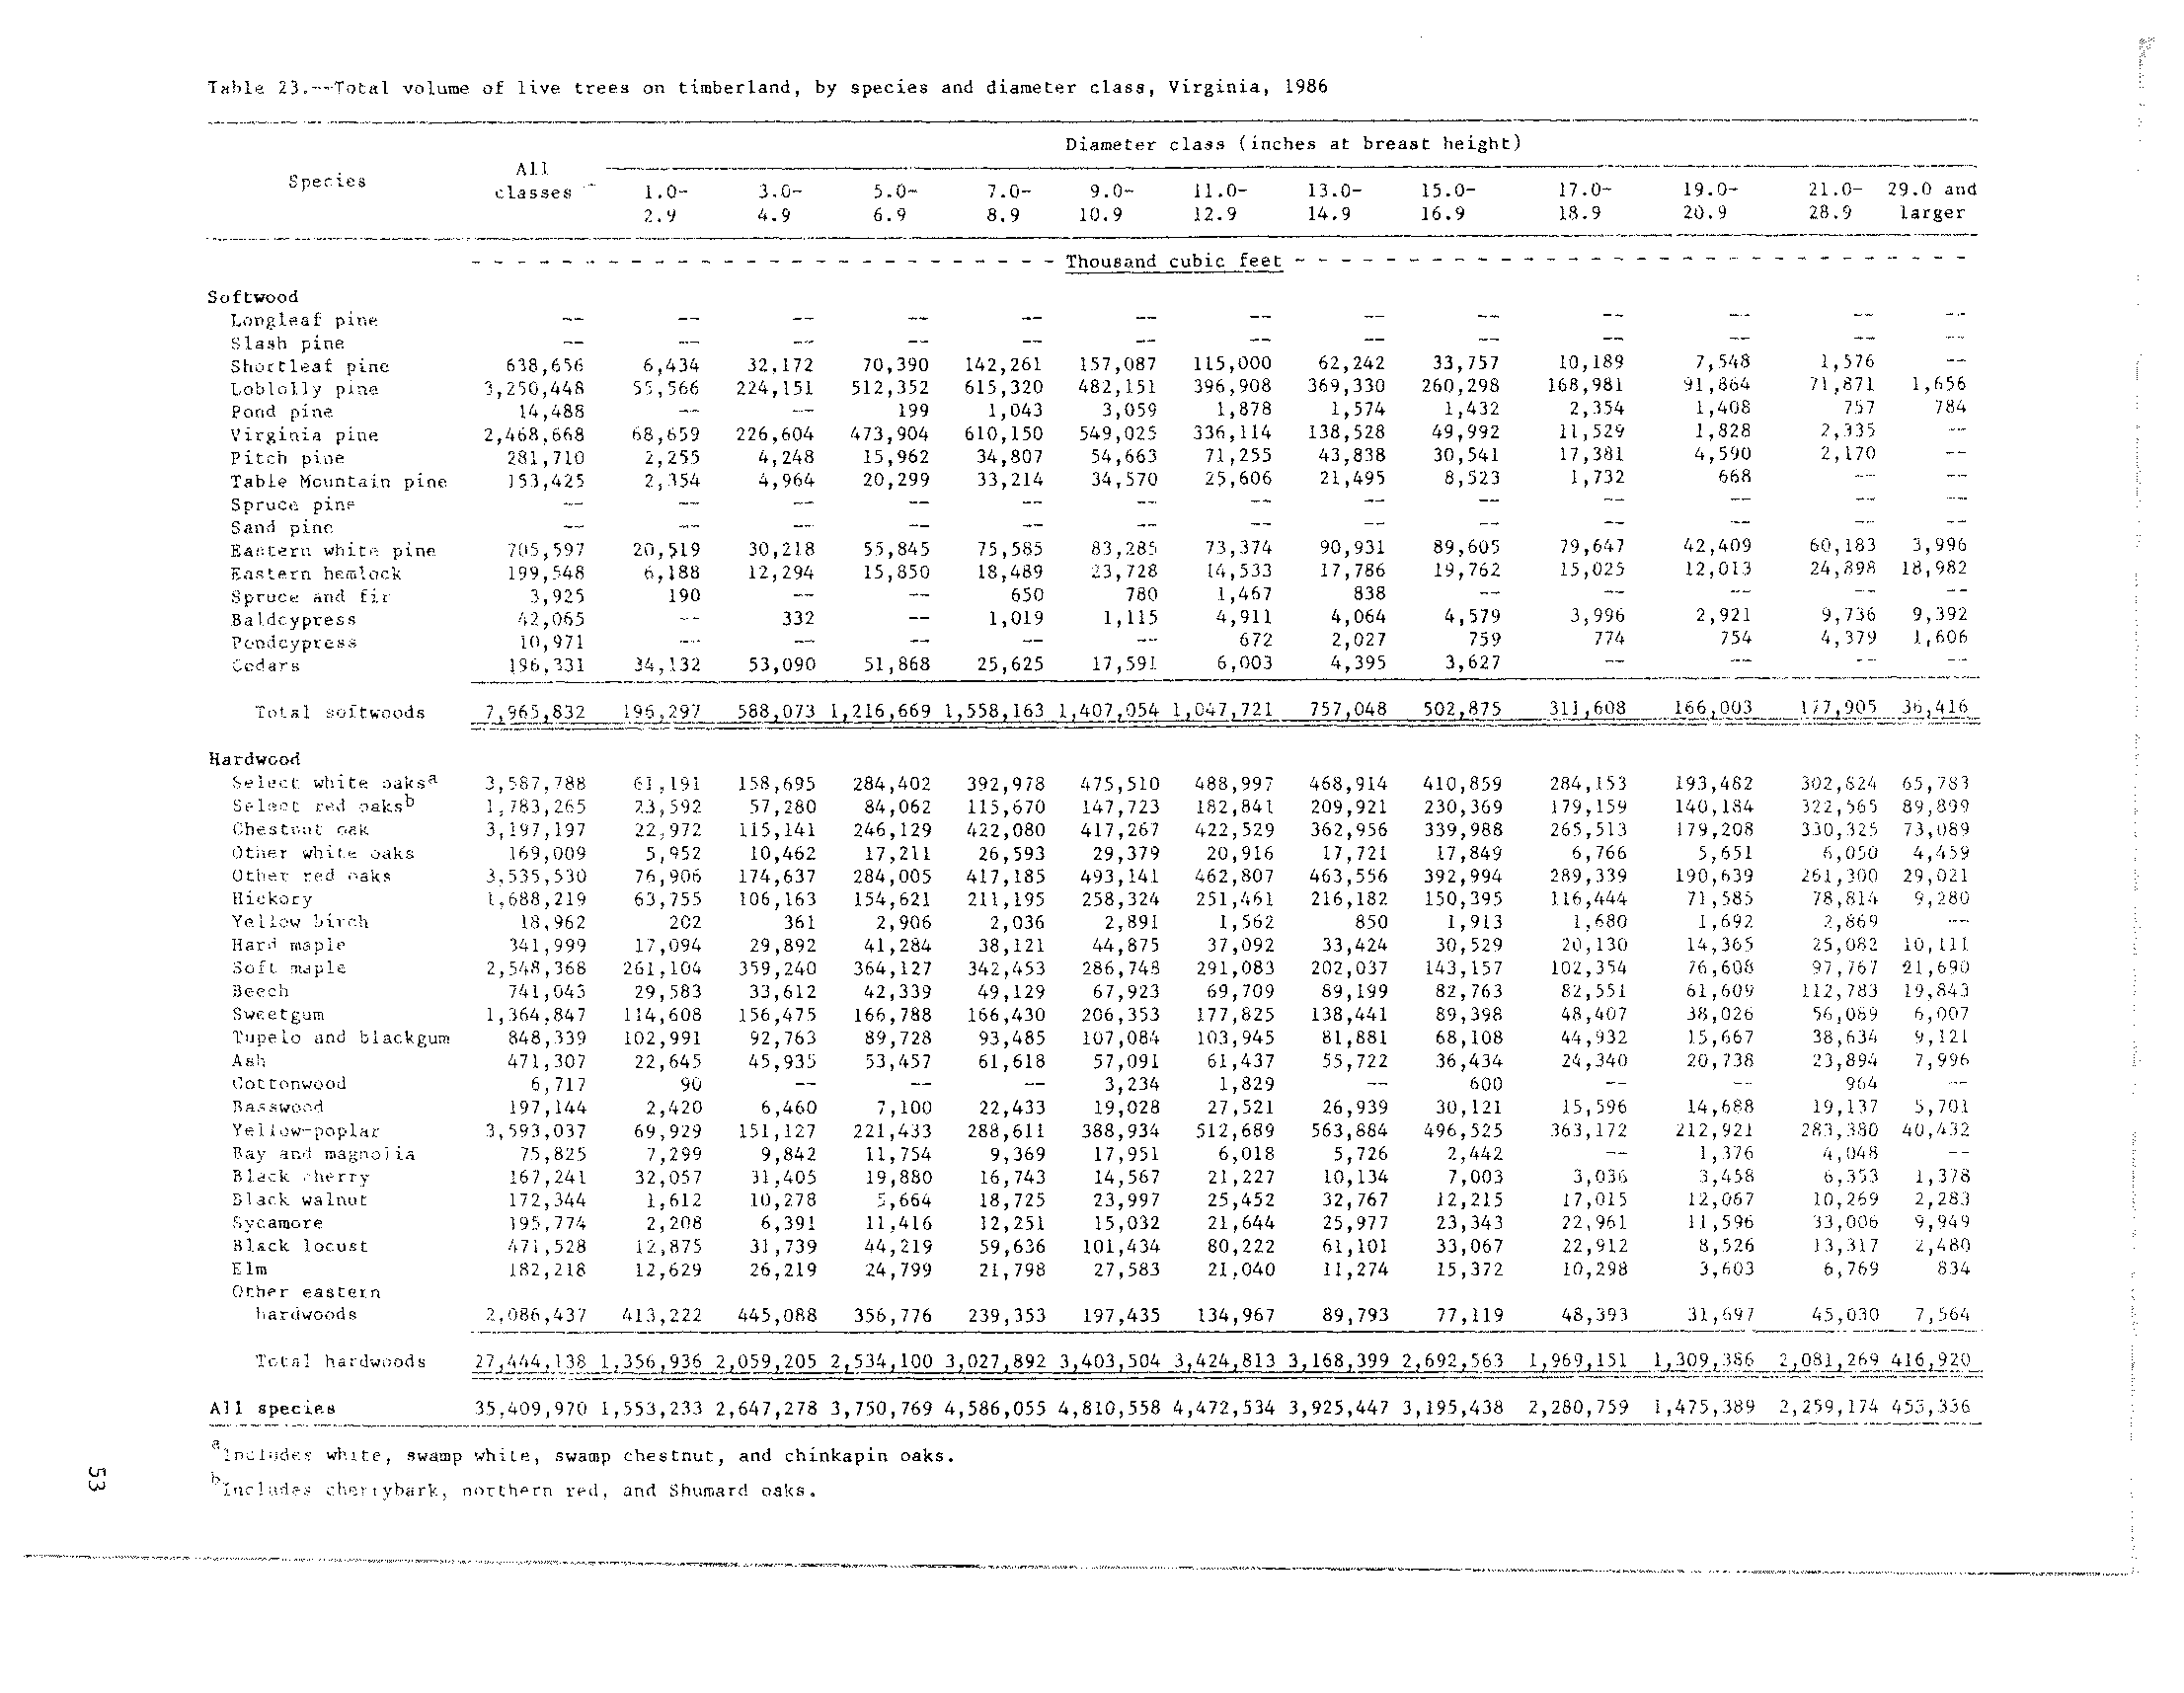 Table 23.--Total volume of live trees on timberland, by species and diameter class, Virginia, 1986
Diameter class (inches at breast height)
Species All classes 1.0-2.9 3.0-4.9 5.0-6.9 7.0-8.9 9.0-10.9 11.0-12.9 13.0-14.9 15.0-16.9 17.0-18.9 19.0-20.9 21.0-28.9 29.0 and larger
Thousand cubic feet
Softwood
Longleaf pine -- -- -- -- -- -- -- -- -- -- -- -- --
Slash pine -- -- -- -- -- -- -- -- -- -- -- -- --
Shortleaf pine 638,656 6,434 32,172 70,390 142,261 157,087 115,000 62,242 33,757 10,189 7,548 1,576 --
Loblolly pine 3,250,448 55,566 224,151 512,352 615,320 482,151 396,908 369,330 260,298 168,981 91,864 71,871 1,656
Pond pine 14,488 -- -- 199 1,043 3,059 1,878 1,574 1,432 2,354 1,408 757 784
Virginia pine 2,468,668 68,659 226,604 473,904 610,150 549,025 336,114 138,528 49,992 11,529 1,828 2,335 --
Pitch pine 281,710 2,255 4,248 15,962 34,807 54,663 71,255 43,838 30,541 17,381 4,590 2,170 --
Table Mountain pine 153,425 2,354 4,964 20,299 33,214 34,570 25,606 21,495 8,523 1,732 668 -- --
Spruce pine -- -- -- -- -- -- -- -- -- -- -- -- --
Sand pine -- -- -- -- -- -- -- -- -- -- -- -- --
Eastern white pine 705,597 20,519 30,218 55,845 75,585 83,285 73,374 90,931 89,605 79,647 42,409 60,183 3,996
Eastern hemlock 199,548 6,188 12,294 15,850 18,489 23,728 14,533 17,786 19,762 15,025 12,013 24,898 18,982
Spruce and fir 3,925 190 -- -- 650 780 1,467 838 -- -- -- -- --
Baldcypress 42,065 -- 332 -- 1,019 1,115 4,911 4,064 4,579 3,996 2,921 9,736 9,392
Pondcypress 10,971 -- -- -- -- -- 672 2,027 759 774 754 4,379 1,606
Cedars 196,331 34,132 53,090 51,868 25,625 17,591 6,003 4,395 3,627 -- -- -- --
Total softwoods 7,965,832 196,297 588,073 1,216,669 1,558,163 1,407,054 1,047,721 757,048 502,875 311,608 166,003 177,905 36,416
Hardwood
Select white oaks^a 3,587,788 61,191 158,695 284,402 392,978 475,510 488,997 468,914 410,859 284,153 193,462 302,824 65,783
Select red oaks^b 1,783,265 23,592 57,280 84,062 115,670 147,723 182,841 209,921 230,369 179,159 140,184 322,565 89,899
Chestnut oak 3,197,197 22,972 115,141 246,129 422,080 417,267 422,529 362,956 339,988 265,513 179,208 330,325 73,089
Other white oaks 169,009 5,952 10,462 17,211 26,593 29,379 20,916 17,721 17,849 6,766 5,651 6,050 4,459
Other red oaks 3,535,530 76,906 174,637 284,005 417,185 493,141 462,807 463,556 392,994 289,339 190,639 261,300 29,021
Hickory 1,688,219 63,755 106,163 154,621 211,195 258,324 251,461 216,182 150,395 116,444 71,585 78,814 9,280
Yellow birch 18,962 202 361 2,906 2,036 2,891 1,562 850 1,913 1,680 1,692 2,869 --
Hard maple 341,999 17,094 29,892 41,284 38,121 44,875 37,092 33,424 30,529 20,130 14,365 25,082 10,111
Soft maple 2,548,368 261,104 359,240 364,127 342,453 286,748 291,083 202,037 143,157 102,354 76,608 97,767 21,690
Beech 741,043 29,583 33,612 42,339 49,129 67,923 69,709 89,199 82,763 82,551 61,609 112,783 19,843
Sweetgum 1,364,847 114,608 156,475 166,788 166,430 206,353 177,825 138,441 89,398 48,407 38,026 56,089 6,007
Tupelo and blackgum 848,339 102,991 92,763 89,728 93,485 107,084 103,945 81,881 68,108 44,932 15,667 38,634 9,121
Ash 471,307 22,645 45,935 53,457 61,618 57,091 61,437 55,722 36,434 24,340 20,738 23,894 7,996
Cottonwood 6,717 90 -- -- -- 3,234 1,829 -- 600 -- -- 964 --
Basswood 197,144 2,420 6,460 7,100 22,433 19,028 27,521 26,939 30,121 15,596 14,688 19,137 5,701
Yellow-poplar 3,593,037 69,929 151,127 221,433 288,611 388,934 512,689 563,884 496,525 363,172 212,921 283,380 40,432
Bay and magnolia 75,825 7,299 9,842 11,754 9,369 17,951 6,018 5,726 2,442 -- 1,376 4,048 --
Black cherry 167,241 32,057 31,405 19,880 16,743 14,567 21,227 10,134 7,003 3,036 3,458 6,353 1,378
Black walnut 172,344 1,612 10,278 5,664 18,725 23,997 25,452 32,767 12,215 17,015 12,067 10,269 2,283
Sycamore 195,774 2,208 6,391 11,416 12,251 15,032 21,644 25,977 23,343 22,961 11,596 33,006 9,949
Black locust 471,528 12,875 31,739 44,219 59,636 101,434 80,222 61,101 33,067 22,912 8,526 13,317 2,480
Elm 182,218 12,629 26,219 24,799 21,798 27,583 21,040 11,274 15,372 10,298 3,603 6,769 834
Other eastern
hardwoods 2,086,437 413,222 445,088 356,776 239,353 197,435 134,967 89,793 77,119 48,393 31,697 45,030 7,564
Total hardwoods 27,444,138 1,356,936 2,059,205 2,534,100 3,027,892 3,403,504 3,424,813 3,168,399 2,692,563 1,969,151 1,309,386 2,081,269 416,920
All species 35,409,970 1,553,233 2,647,278 3,750,769 4,586,055 4,810,558 4,472,534 3,925,447 3,195,438 2,280,759 1,475,389 2,259,174 453,336
^aIncludes white, swamp white, swamp chestnut, and chinkapin oaks.
^bIncludes cherrybark, northern red, and Shumard oaks.
53